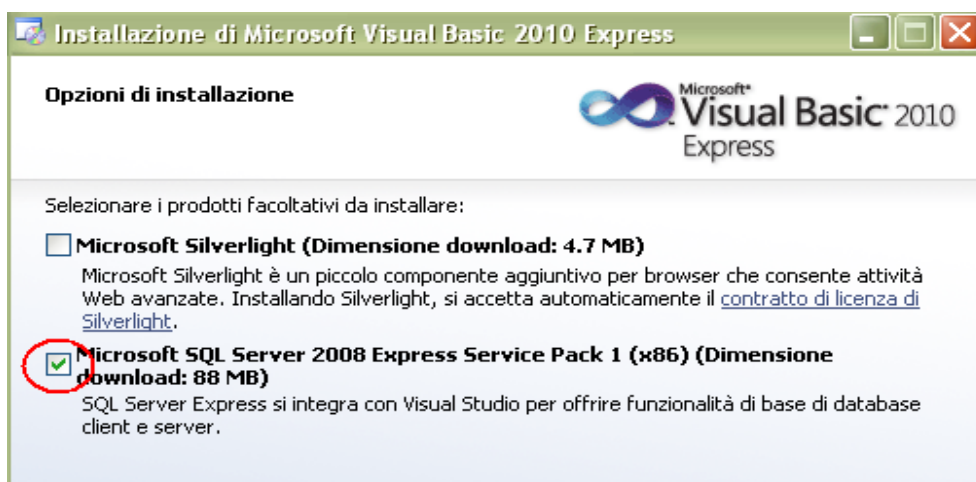 Installazione di Microsoft Visual Basic 2010 Express
Opzioni di installazione
Microsoft
Visual Basic 2010
Express
Selezionare i prodotti facoltativi da installare:
Microsoft Silverlight (Dimensione download: 4.7 MB)
Microsoft Silverlight è un piccolo componente aggiuntivo per browser che consente attività
Web avanzate. Installando Silverlight, si accetta automaticamente il contratto di licenza di
Silverlight.
Microsoft SQL Server 2008 Express Service Pack 1 (x86) (Dimensione
download: 88 MB)
SQL Server Express si integra con Visual Studio per offrire funzionalità di base di database
client e server.